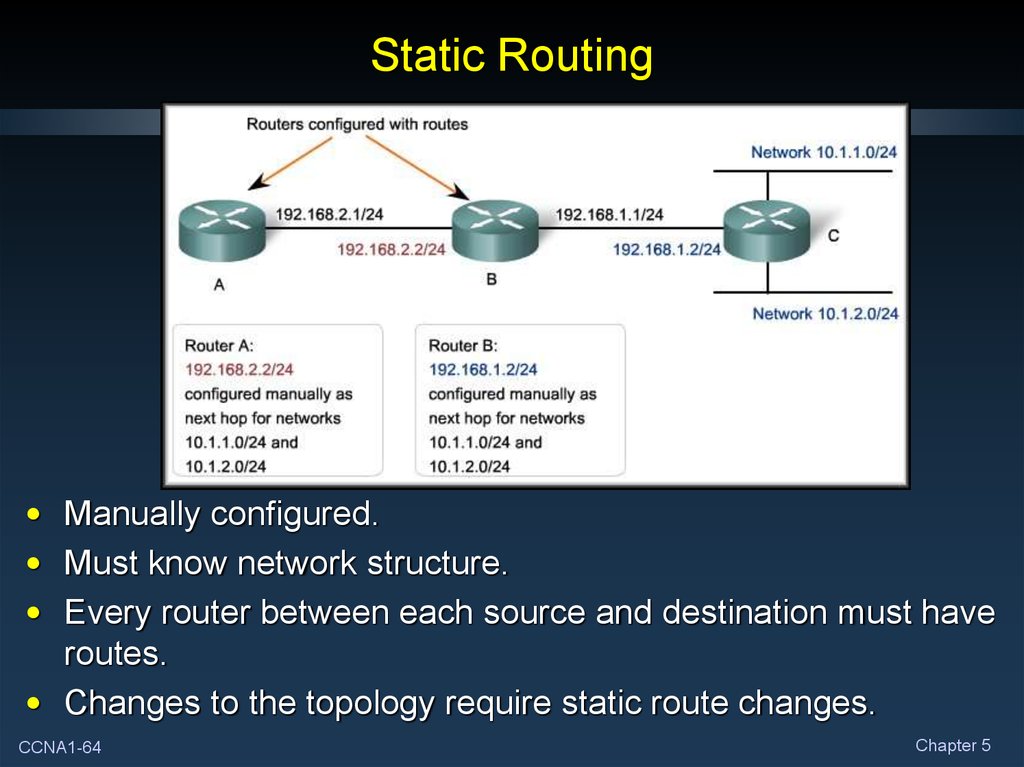 Static Routing
Routers configured with routes
Network 10.1.1.0/24
192.168.2.1/24
192.168.1.1/24
C
192.168.2.2/24
192.168.1.2/24
A
B
Network 10.1.2.0/24
Router A:
192.168.2.2/24
configured manually as
next hop for networks
10.1.1.0/24 and
10.1.2.0/24
Router B:
192.168.1.2/24
configured manually as
next hop for networks
10.1.1.0/24 and
10.1.2.0/24
• Manually configured.
• Must know network structure.
• Every router between each source and destination must have
routes.
• Changes to the topology require static route changes.
CCNA1-64
Chapter 5